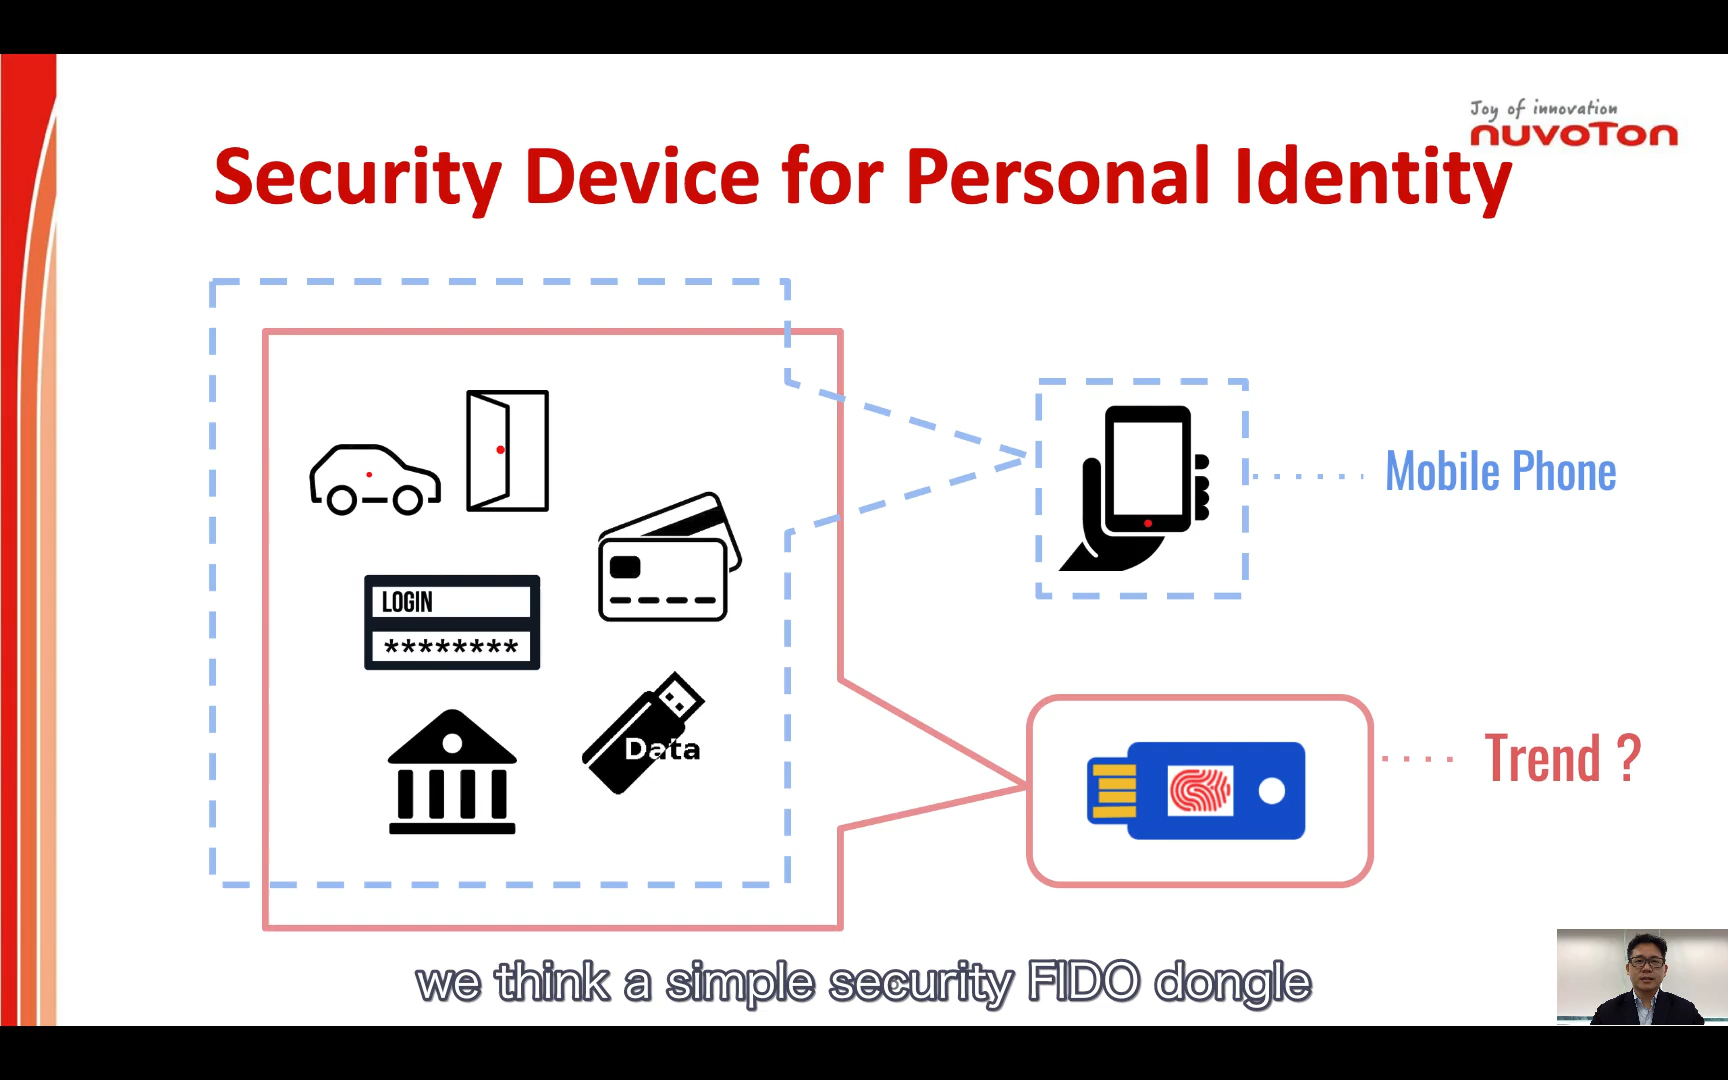 Joy of innovation
nuvoTon
Security Device for Personal Identity
Mobile Phone
LOGIN
********
Data
Trend ?
we think a simple security FIDO dongle